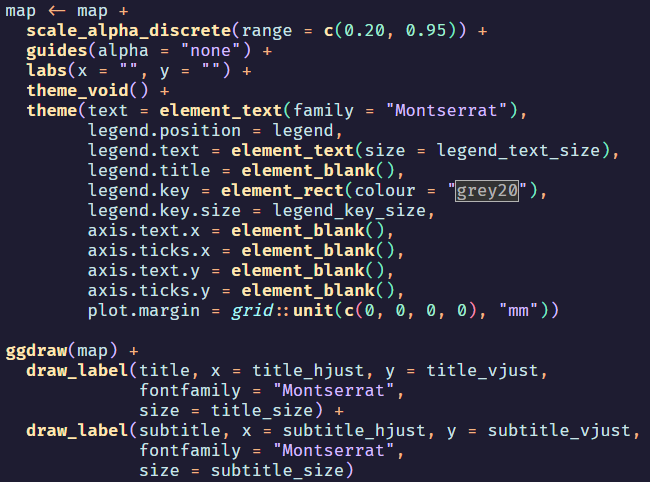 map <- map +
  scale_alpha_discrete(range = c(0.20, 0.95)) +
  guides(alpha = "none") +
  labs(x = "", y = "") +
  theme_void() +
  theme(text = element_text(family = "Montserrat"),
        legend.position = legend,
        legend.text = element_text(size = legend_text_size),
        legend.title = element_blank(),
        legend.key = element_rect(colour = "grey20"),
        legend.key.size = legend_key_size,
        axis.text.x = element_blank(),
        axis.ticks.x = element_blank(),
        axis.text.y = element_blank(),
        axis.ticks.y = element_blank(),
        plot.margin = grid::unit(c(0, 0, 0, 0), "mm"))

ggdraw(map) +
  draw_label(title, x = title_hjust, y = title_vjust,
             fontfamily = "Montserrat",
             size = title_size) +
  draw_label(subtitle, x = subtitle_hjust, y = subtitle_vjust,
             fontfamily = "Montserrat",
             size = subtitle_size)